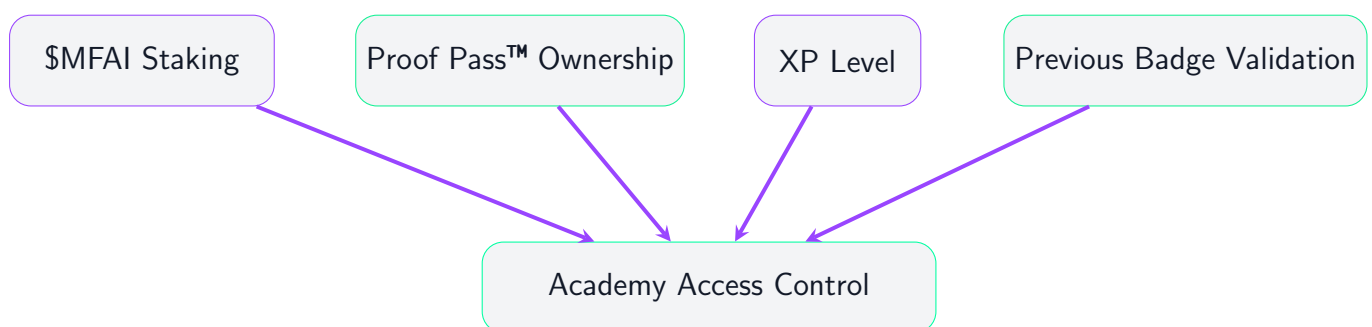 $MFAI Staking
Proof Pass™ Ownership
XP Level
Previous Badge Validation
Academy Access Control